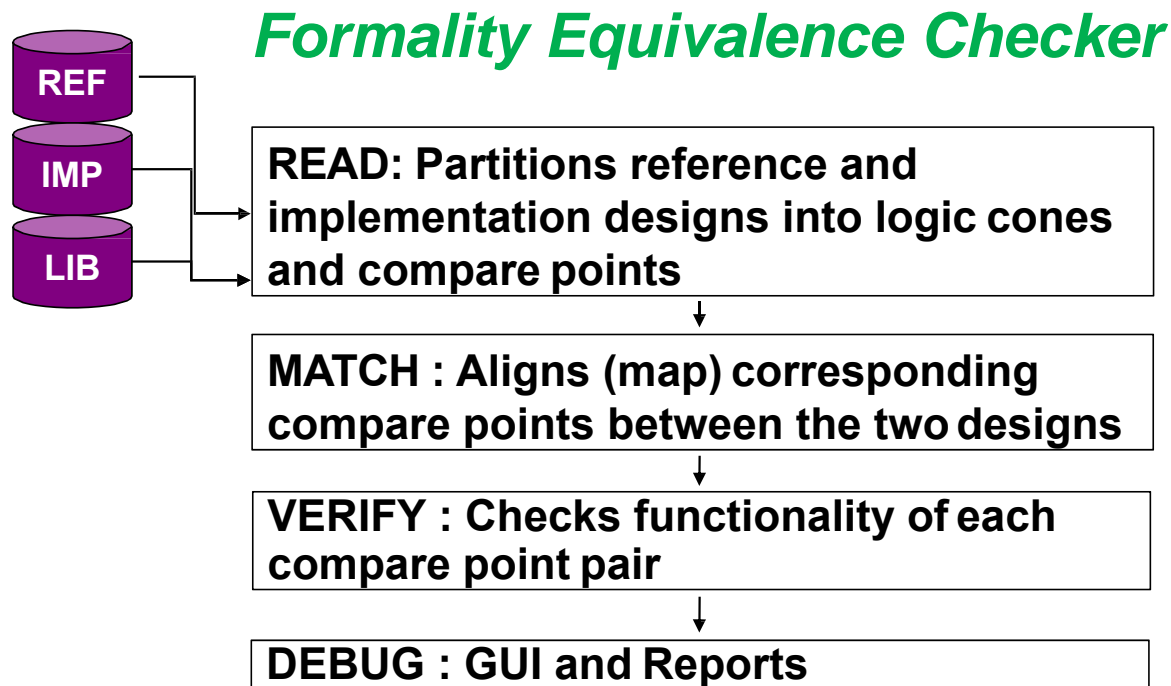 Formality Equivalence Checker
REF
IMP
LIB
READ: Partitions reference and
implementation designs into logic cones
and compare points
MATCH : Aligns (map) corresponding
compare points between the two designs
VERIFY : Checks functionality of each
compare point pair
DEBUG : GUI and Reports